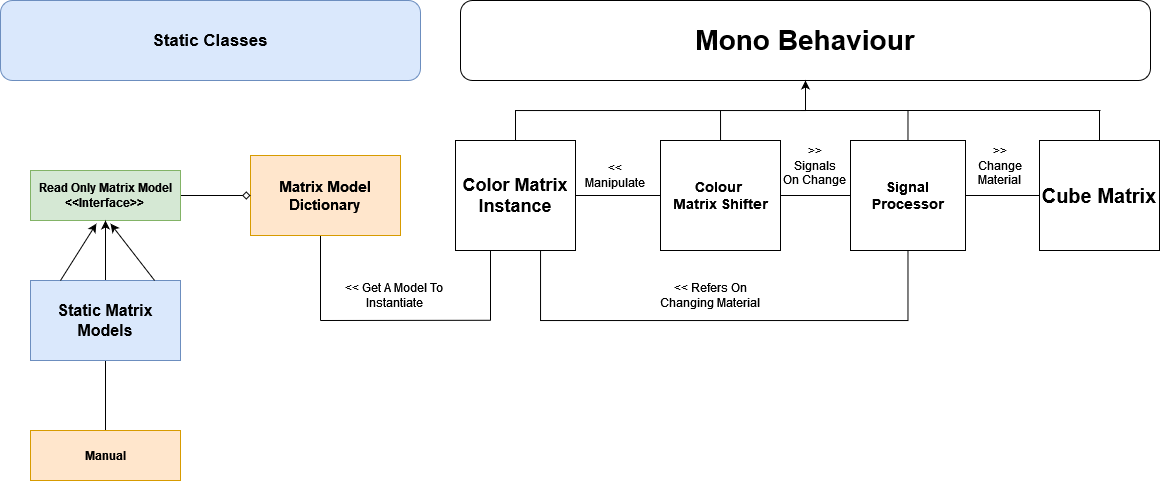 Static Classes
Mono Behaviour
Read Only Matrix Model
<<Interface>>
Matrix Model
Dictionary
Color Matrix
Instance
<<
Manipulate
Colour
Matrix Shifter
>>
Signals
On Change
Signal
Processor
>>
Change
Material
Cube Matrix
Static Matrix
Models
<< Get A Model To
Instantiate
<< Refers On
Changing Material
Manual